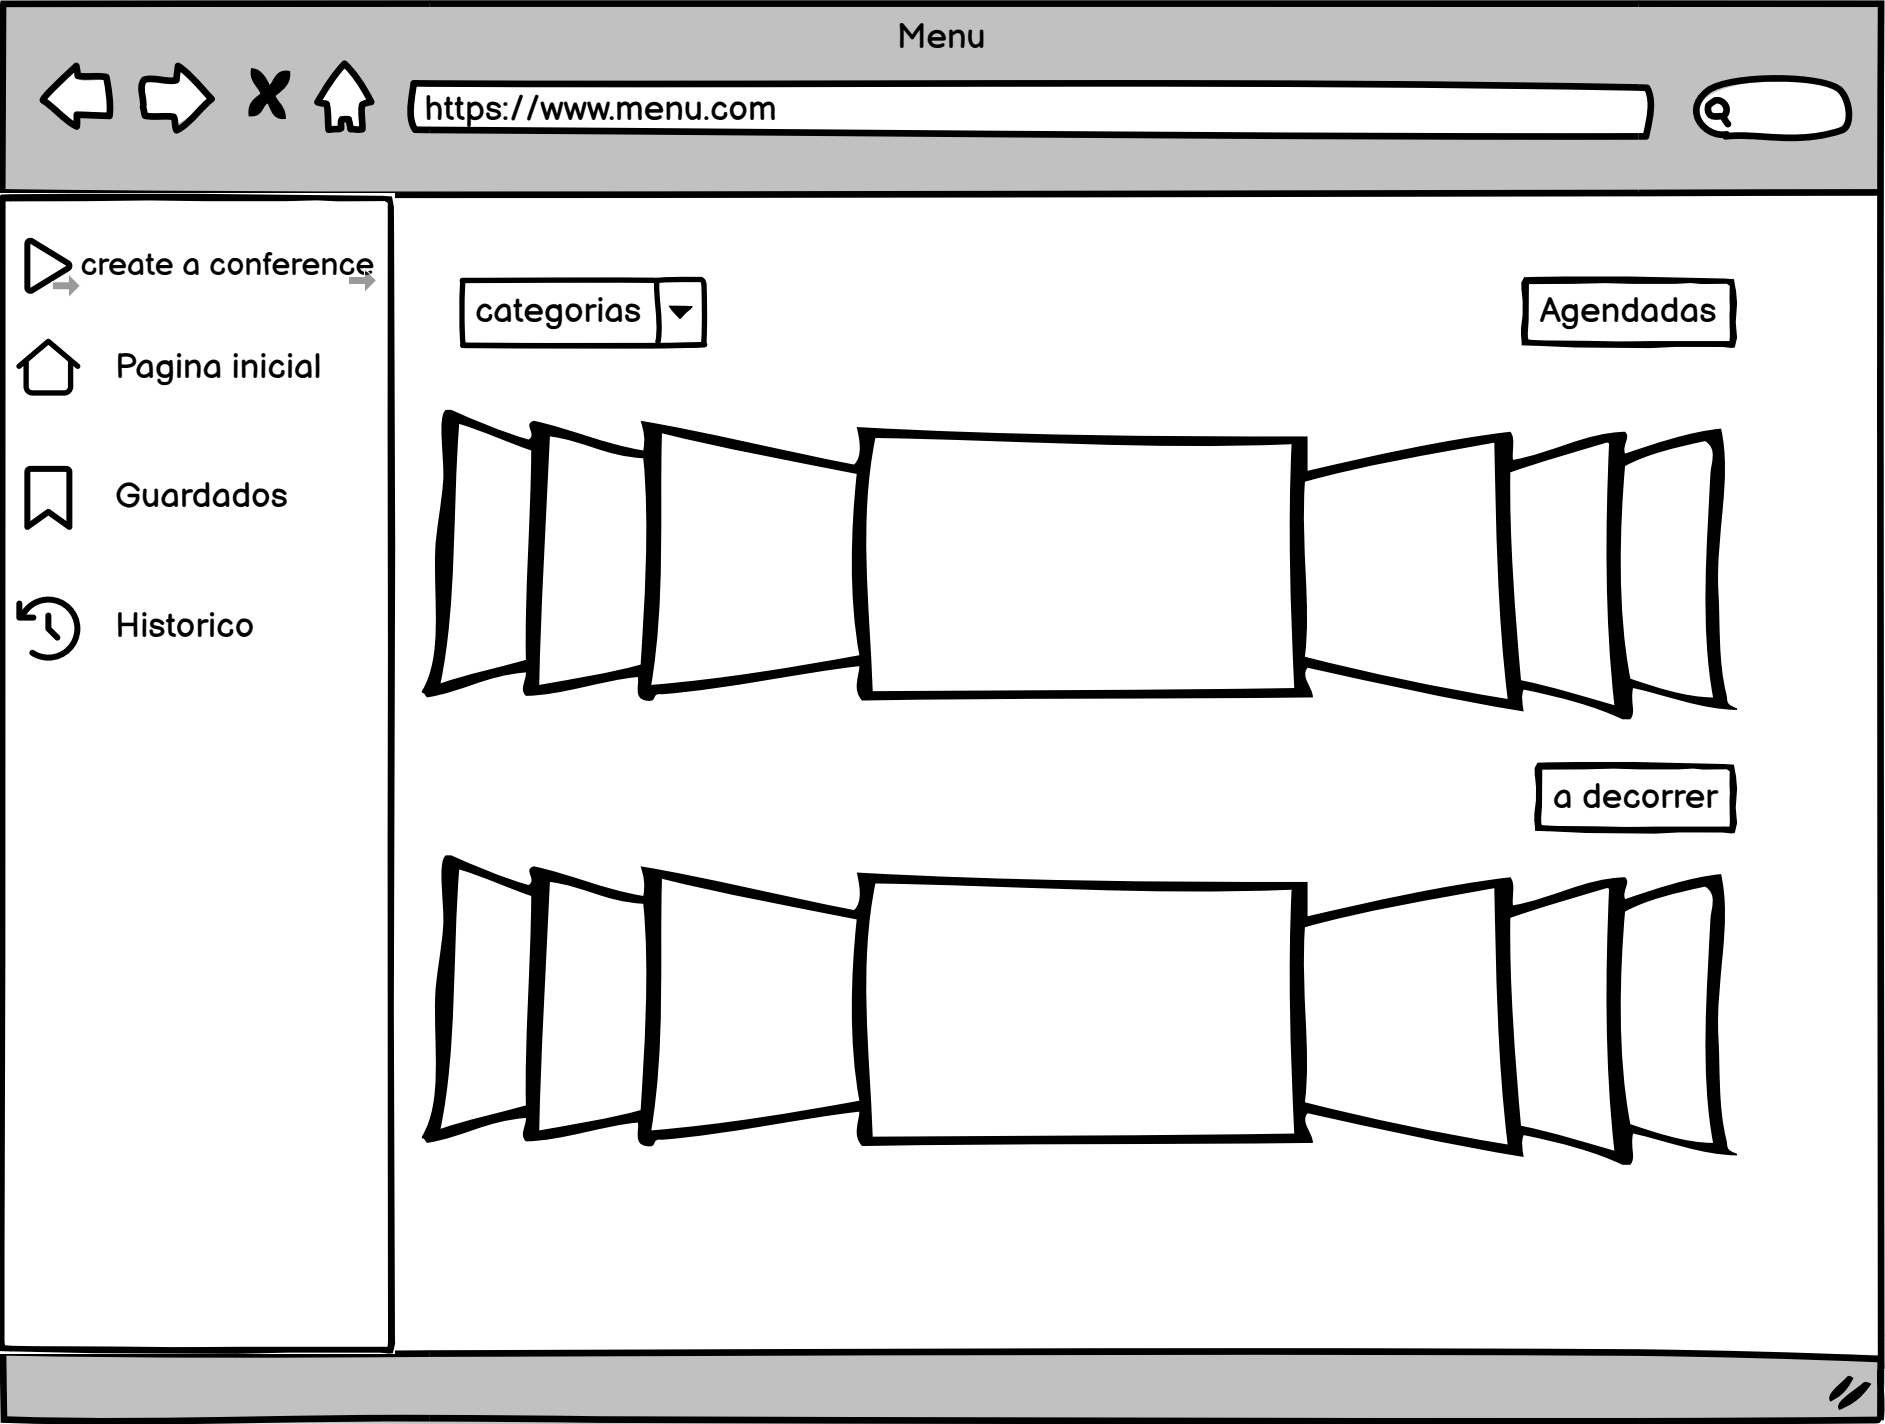 Menu
https://www.menu.com
create a conference
Pagina inicial
Guardados
Historico
categorias
Agendadas
a decorrer